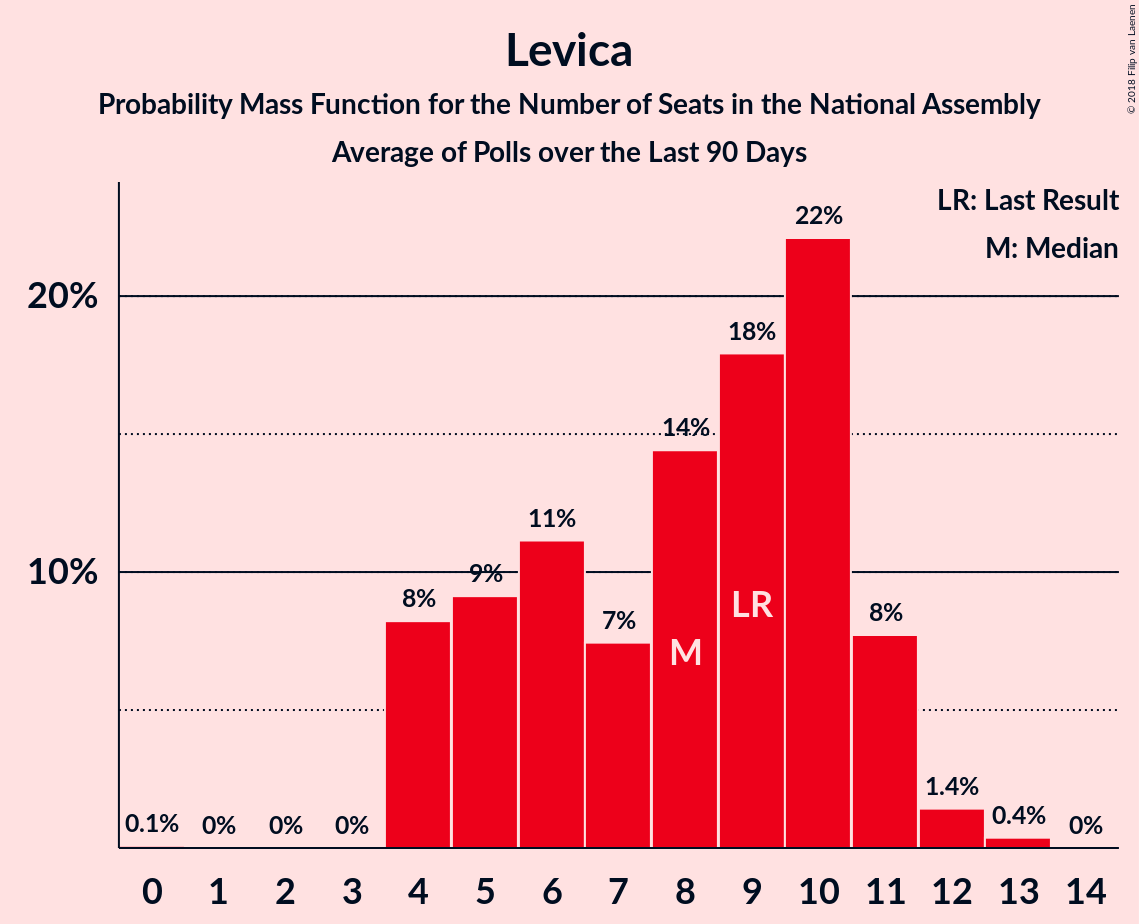 Levica
Probability Mass Function for the Number of Seats in the National Assembly
Average of Polls over the Last 90 Days
© 2018 Filip van Laenen
LR: Last Result
M: Median
20%
10%
0.1%
0%
0%
0%
8%
9%
11%
7%
14%
18%
22%
8%
1.4%
0.4%
0%
M
LR
0 1 2 3 4 5 6 7 8 9 10 11 12 13 14